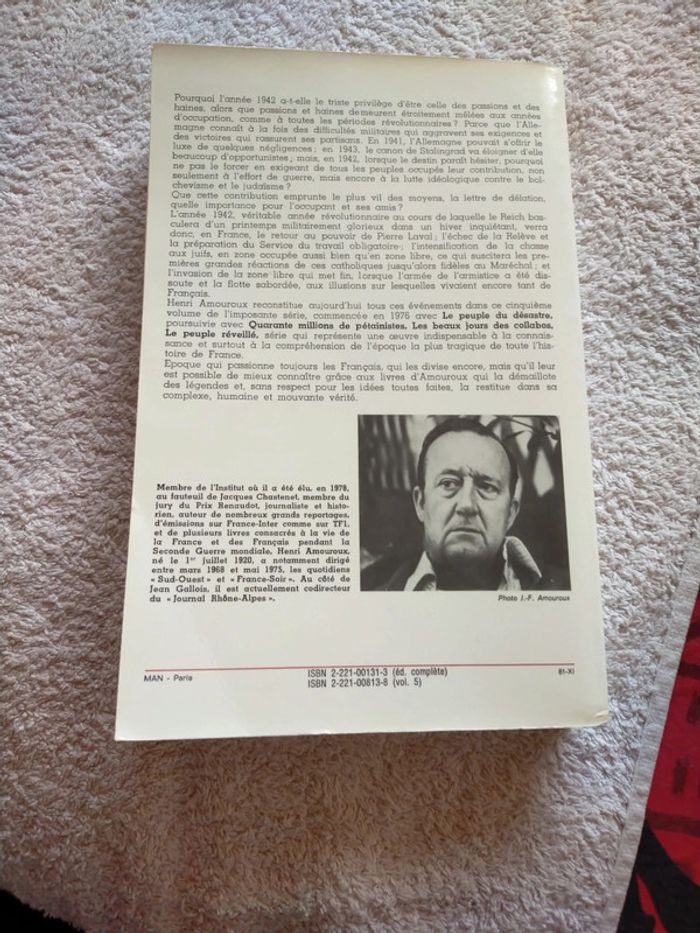 Pourquoi l'année 1942 a-t-elle le triste privilège d'être celle des passions et des
haines, alors que passions et haines demeurent étroitement mêlées aux années
d'occupation, comme à toutes les périodes révolutionnaires? Parce que l'Alle-
magne connaît à la fois des difficultés militaires qui aggravent ses exigences et
des victoires qui rassurent ses partisans. En 1941, l'Allemagne pouvait s'offrir le
luxe de quelques négligences; en 1943, le canon de Stalingrad va éloigner d'elle
beaucoup d'opportunistes; mais, en 1942, lorsque le destin paraît hésiter, pourquoi
ne pas le forcer en exigeant de tous les peuples occupés leur contribution, non
seulement à l'effort de guerre, mais encore à la lutte idéologique contre le bol-
chevisme et le judaïsme?
Que cette contribution emprunte le plus vil des moyens, la lettre de délation,
quelle importance pour l'occupant et ses amis?
L'année 1942, véritable année révolutionnaire au cours de laquelle le Reich bas-
culera d'un printemps militairement glorieux dans un hiver inquiétant, verra
donc, en France, le retour au pouvoir de Pierre Laval; l'échec de la Relève et
la préparation du Service du travail obligatoire; l'intensification de la chasse
aux juifs, en zone occupée aussi bien qu'en zone libre, ce qui suscitera les pre-
mières grandes réactions de ces catholiques jusqu'alors fidèles au Maréchal; et
l'invasion de la zone libre qui met fin, lorsque l'armée de l'armistice a été dis-
soute et la flotte sabordée, aux illusions sur lesquelles vivaient encore tant de
Français.
Henri Amouroux reconstitue aujourd'hui tous ces événements dans ce cinquième
volume de l'imposante série, commencée en 1976 avec Le peuple du désastre,
poursuivie avec Quarante millions de pétainistes, Les beaux jours des collabos,
Le peuple réveillé, série qui représente une œuvre indispensable à la connais-
sance et surtout à la compréhension de l'époque la plus tragique de toute l'his-
toire de France.
Epoque qui passionne toujours les Français, qui les divise encore, mais qu'il leur
est possible de mieux connaître grâce aux livres d'Amouroux qui la démaillote
des légendes et, sans respect pour les idées toutes faites, la restitue dans sa
complexe, humaine et mouvante vérité.
Membre de l'Institut où il a été élu, en 1978,
au fauteuil de Jacques Chastenet, membre du
jury du Prix Renaudot, journaliste et histo-
rien, auteur de nombreux grands reportages,
d'émissions sur France-Inter comme sur TF1,
et de plusieurs livres consacrés à la vie de
la France et des Français pendant la
Seconde Guerre mondiale, Henri Amouroux,
né le 1er juillet 1920, a notamment dirigé
entre mars 1968 et mai 1975, les quotidiens
« Sud-Ouest » et « France-Soir ». Au côté de
Jean Gallois, il est actuellement codirecteur
du « Journal Rhône-Alpes ».
Photo J.-F. Amouroux
MAN - Paris
ISBN 2-221-00131-3 (éd. complète)
ISBN 2-221-00813-8 (vol. 5)
81-XI